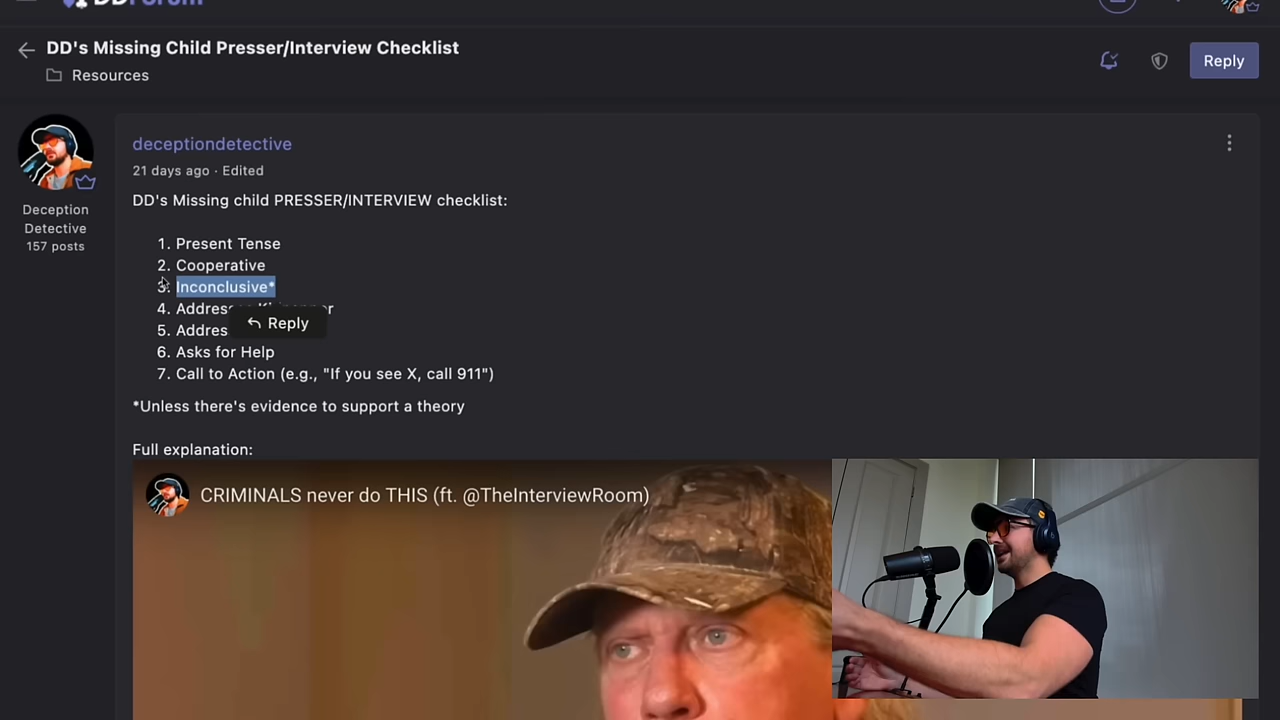 DD's Missing Child Presser/Interview Checklist
Resources
Reply
deceptiondetective
21 days ago · Edited
Deception
Detective
157 posts
DD's Missing child PRESSER/INTERVIEW checklist:
1. Present Tense
2. Cooperative
3. Inconclusive*
4.
5.
Reply
6. Asks for Help
7. Call to Action (e.g., "If you see X, call 911")
*Unless there's evidence to support a theory
Full explanation:
CRIMINALS never do THIS (ft. @TheInterviewRoom)